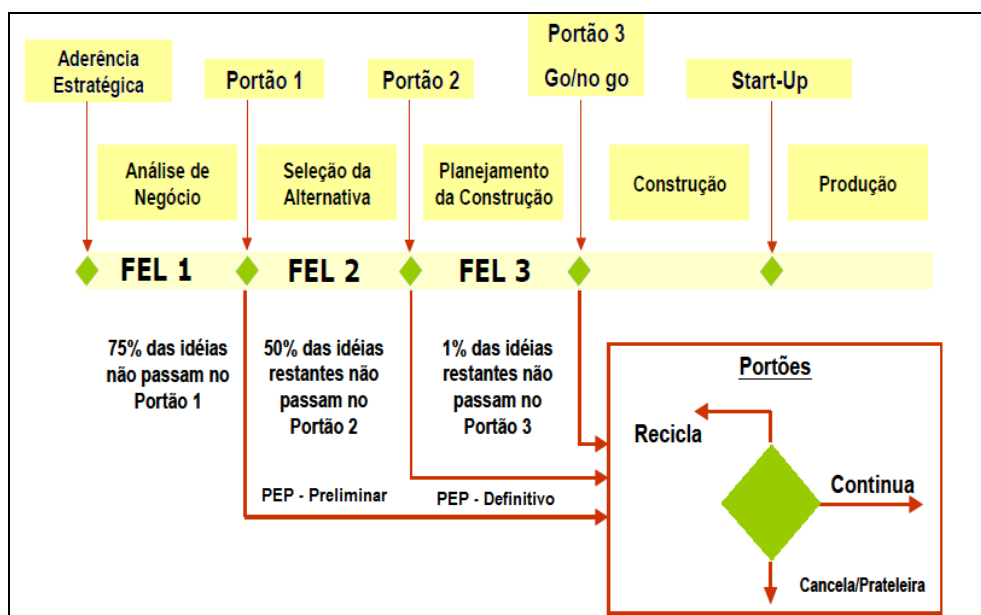 Aderência
Estratégica
Portão 1
Portão 2
Portão 3
Go/no go
Start-Up
Análise de
Negócio
Seleção da
Alternativa
Planejamento
da Construção
Construção
Produção
FEL 1
FEL 2
FEL 3
75% das idéias
não passam no
Portão 1
50% das idéias
restantes não
passam no
Portão 2
1% das idéias
restantes não
passam no
Portão 3
PEP - Preliminar
PEP - Definitivo
Portões
Recicla
Continua
Cancela/Prateleira